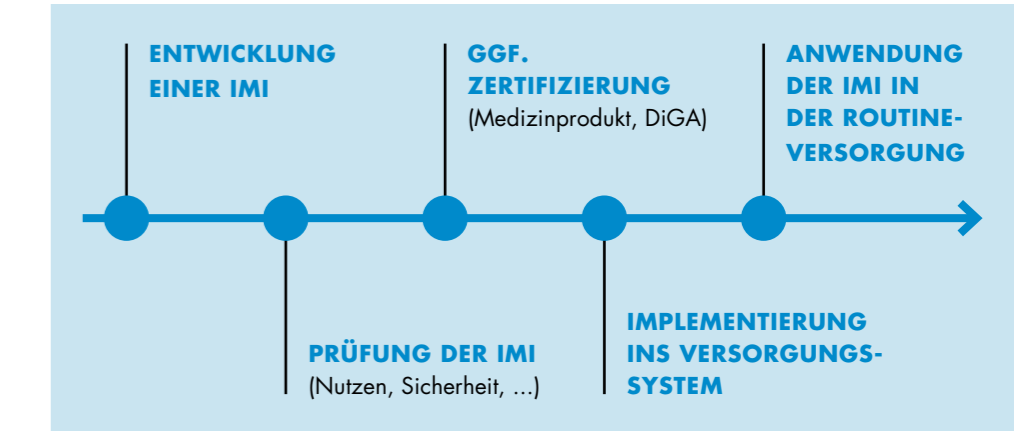 ENTWICKLUNG
EINER IMI
PRÜFUNG DER IMI
(Nutzen, Sicherheit, ...)
GGF.
ZERTIFIZIERUNG
(Medizinprodukt, DiGA)
IMPLEMENTIERUNG
INS VERSORGUNGS-
SYSTEM
ANWENDUNG
DER IMI IN
DER ROUTINE-
VERSORGUNG